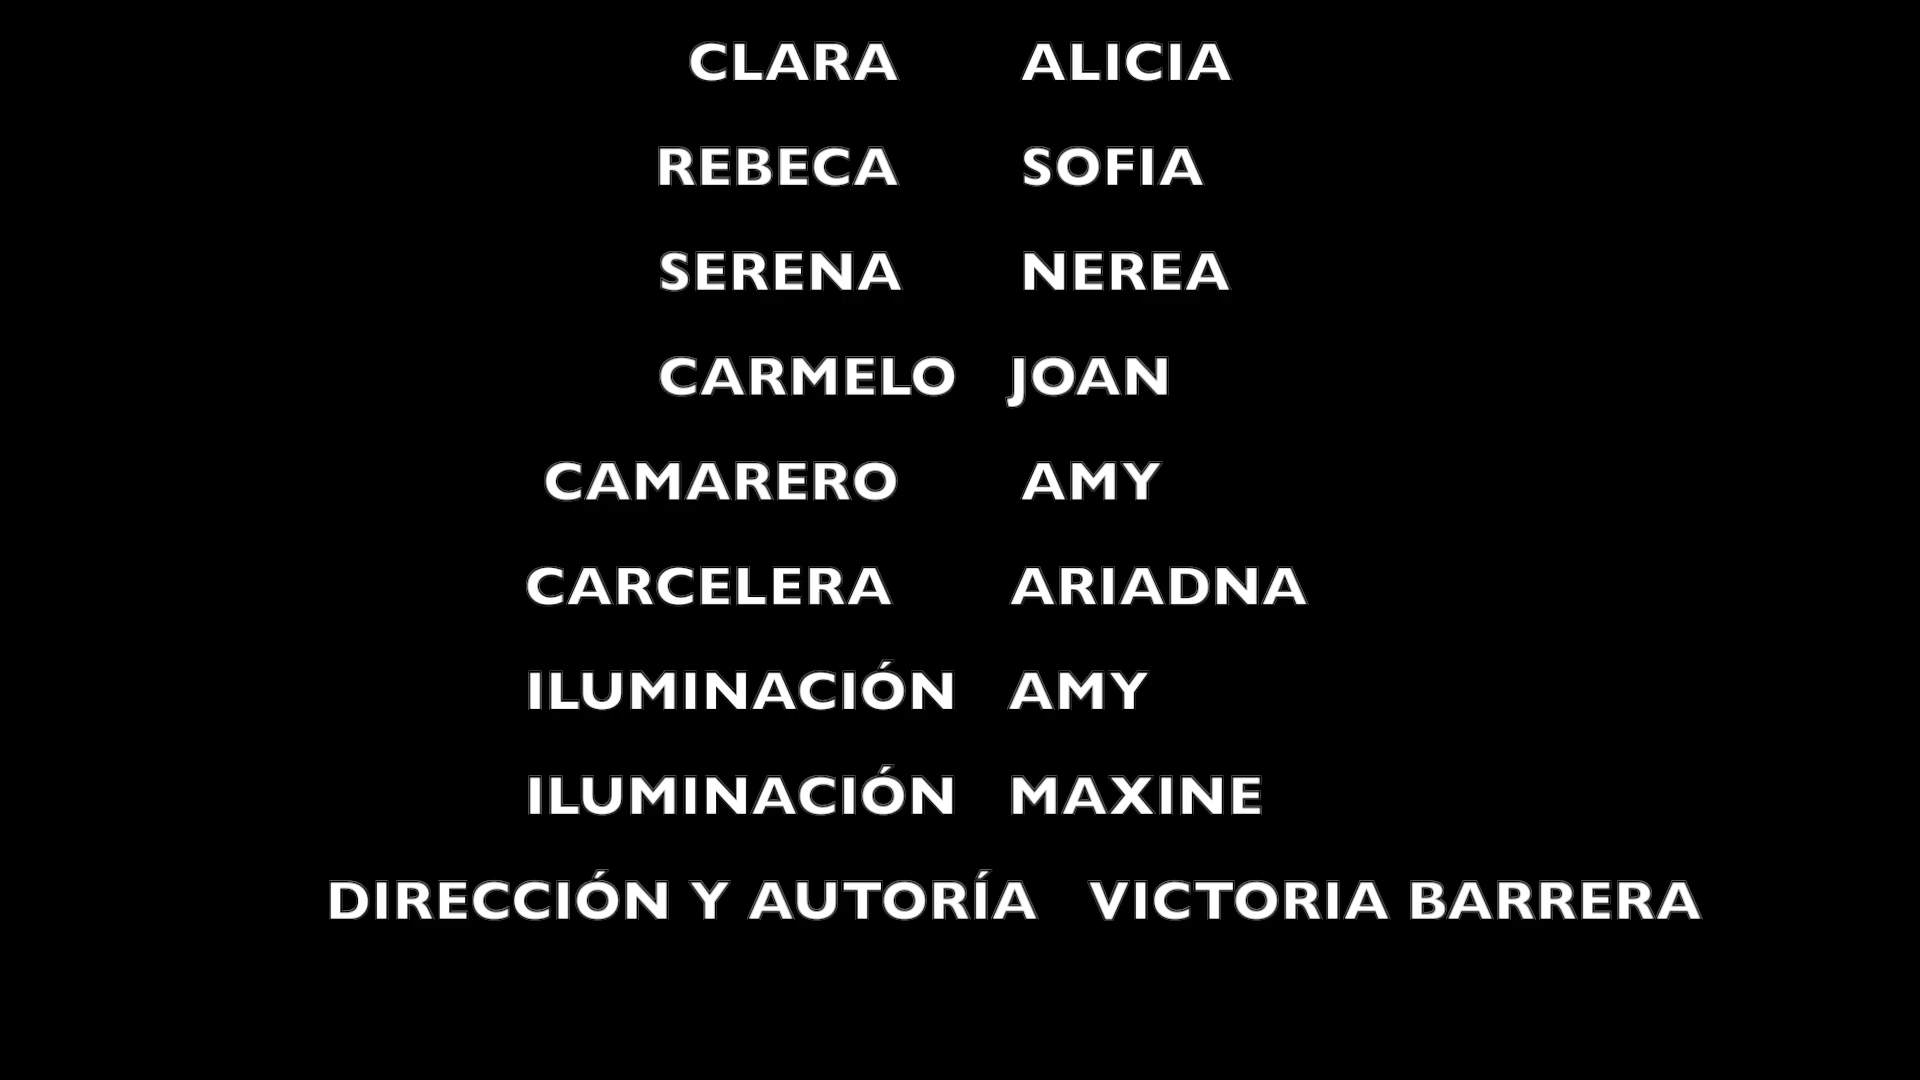 CLARA ALICIA
REBECA SOFIA
SERENA NEREA
CARMELO JOAN
CAMARERO AMY
CARCELERA ARIADNA
ILUMINACIÓN AMY
ILUMINACIÓN MAXINE
DIRECCIÓN Y AUTORÍA VICTORIA BARRERA